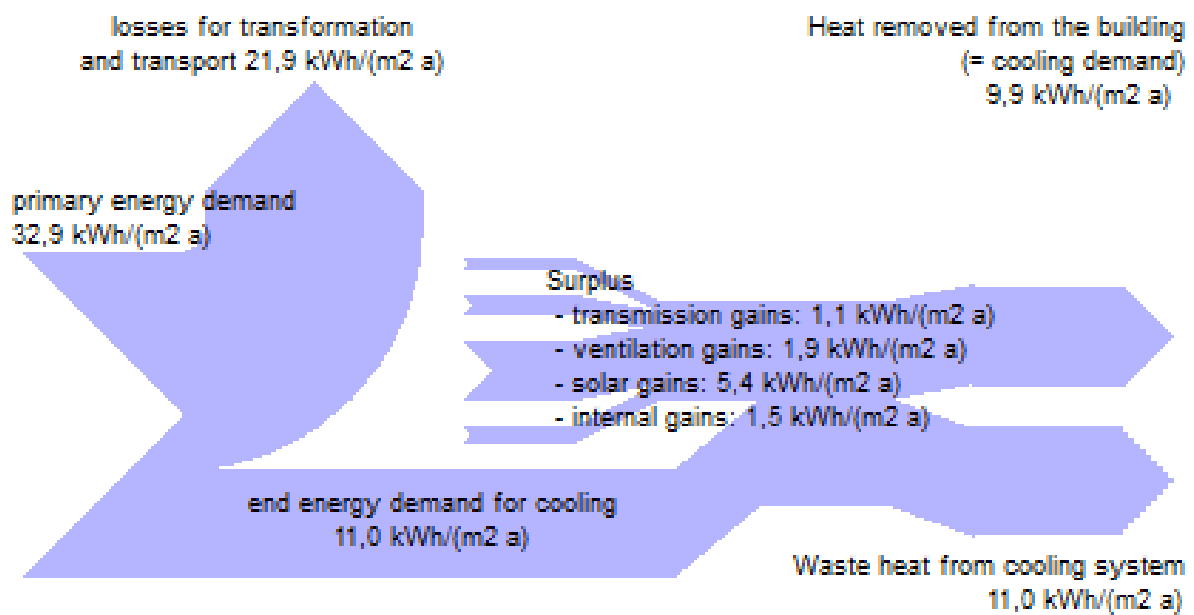 losses for transformation
and transport 21,9 kWh/(m2 a)
Heat removed from the building
(= cooling demand)
9,9 kWh/(m2 a)
primary energy demand
32,9 kWh/(m2 a)
Surplus
- transmission gains: 1,1 kWh/(m2 a)
- ventilation gains: 1,9 kWh/(m2 a)
- solar gains: 5,4 kWh/(m2 a)
- internal gains: 1,5 kWh/(m2 a)
end energy demand for cooling
11,0 kWh/(m2 a)
Waste heat from cooling system
11,0 kWh/(m2 a)